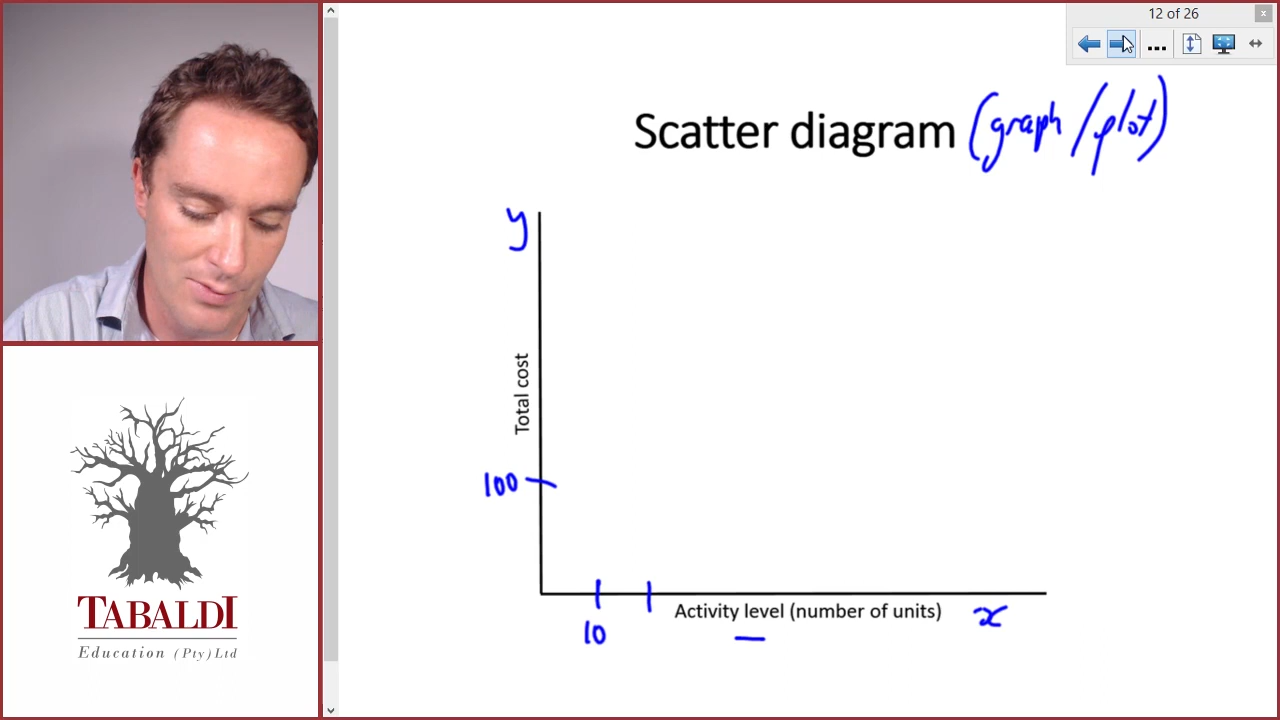 12 of 26
x
Scatter diagram (graph/plot)
y
Total cost
100
10
Activity level (number of units) x
TABALDI
Education (Pty) Ltd